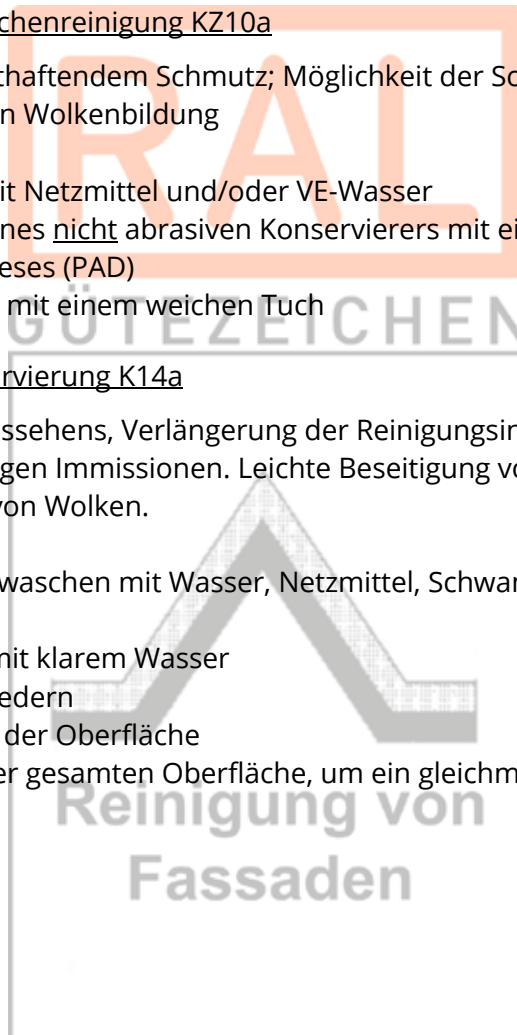 chenreinigung KZ10a
thaftendem Schmutz; Möglichkeit der Sc
n Wolkenbildung
it Netzmittel und/oder VE-Wasser
nes nicht abrasiven Konservierers mit ei
eses (PAD)
mit einem weichen Tuch
rvierung K14a
ssehens, Verlängerung der Reinigungsin
gen Immissionen. Leichte Beseitigung vo
von Wolken.
waschen mit Wasser, Netzmittel, Schwar
nit klarem Wasser
edern
der Oberfläche
er gesamten Oberfläche, um ein gleichm
RAL
GÜTEZEICHEN
Reinigung von
Fassaden